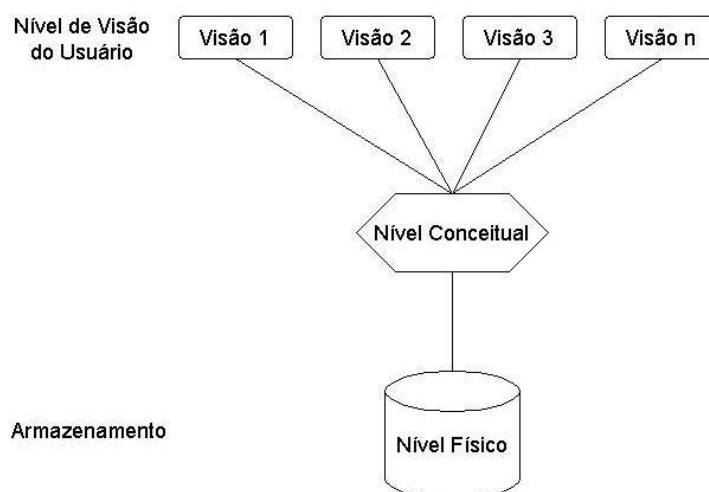 Nível de Visão
do Usuário
Visão 1
Visão 2
Visão 3
Visão n
Nível Conceitual
Armazenamento
Nível Físico